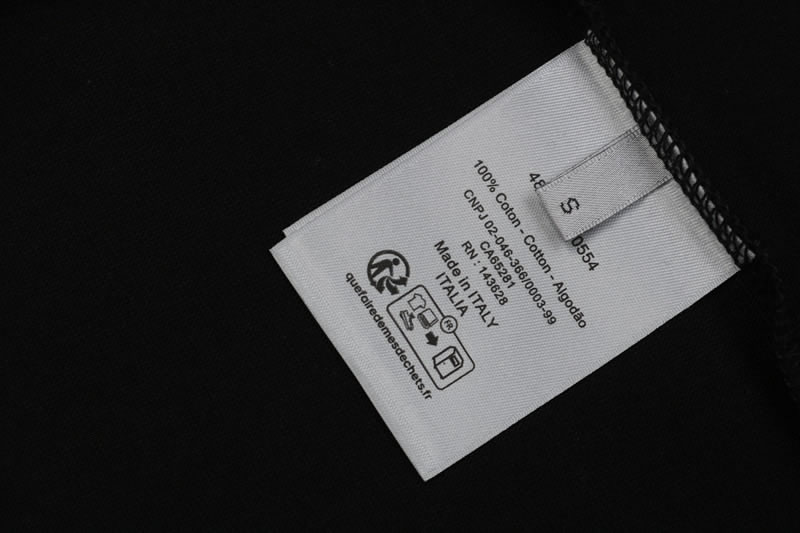 48
0554
S
100% Coton - Cotton - Algodão
CNPJ 02-046-366/0003-99
CA65281
RN : 143628
Made in ITALY
ITALIA
FR
quefairedemesdechets.fr